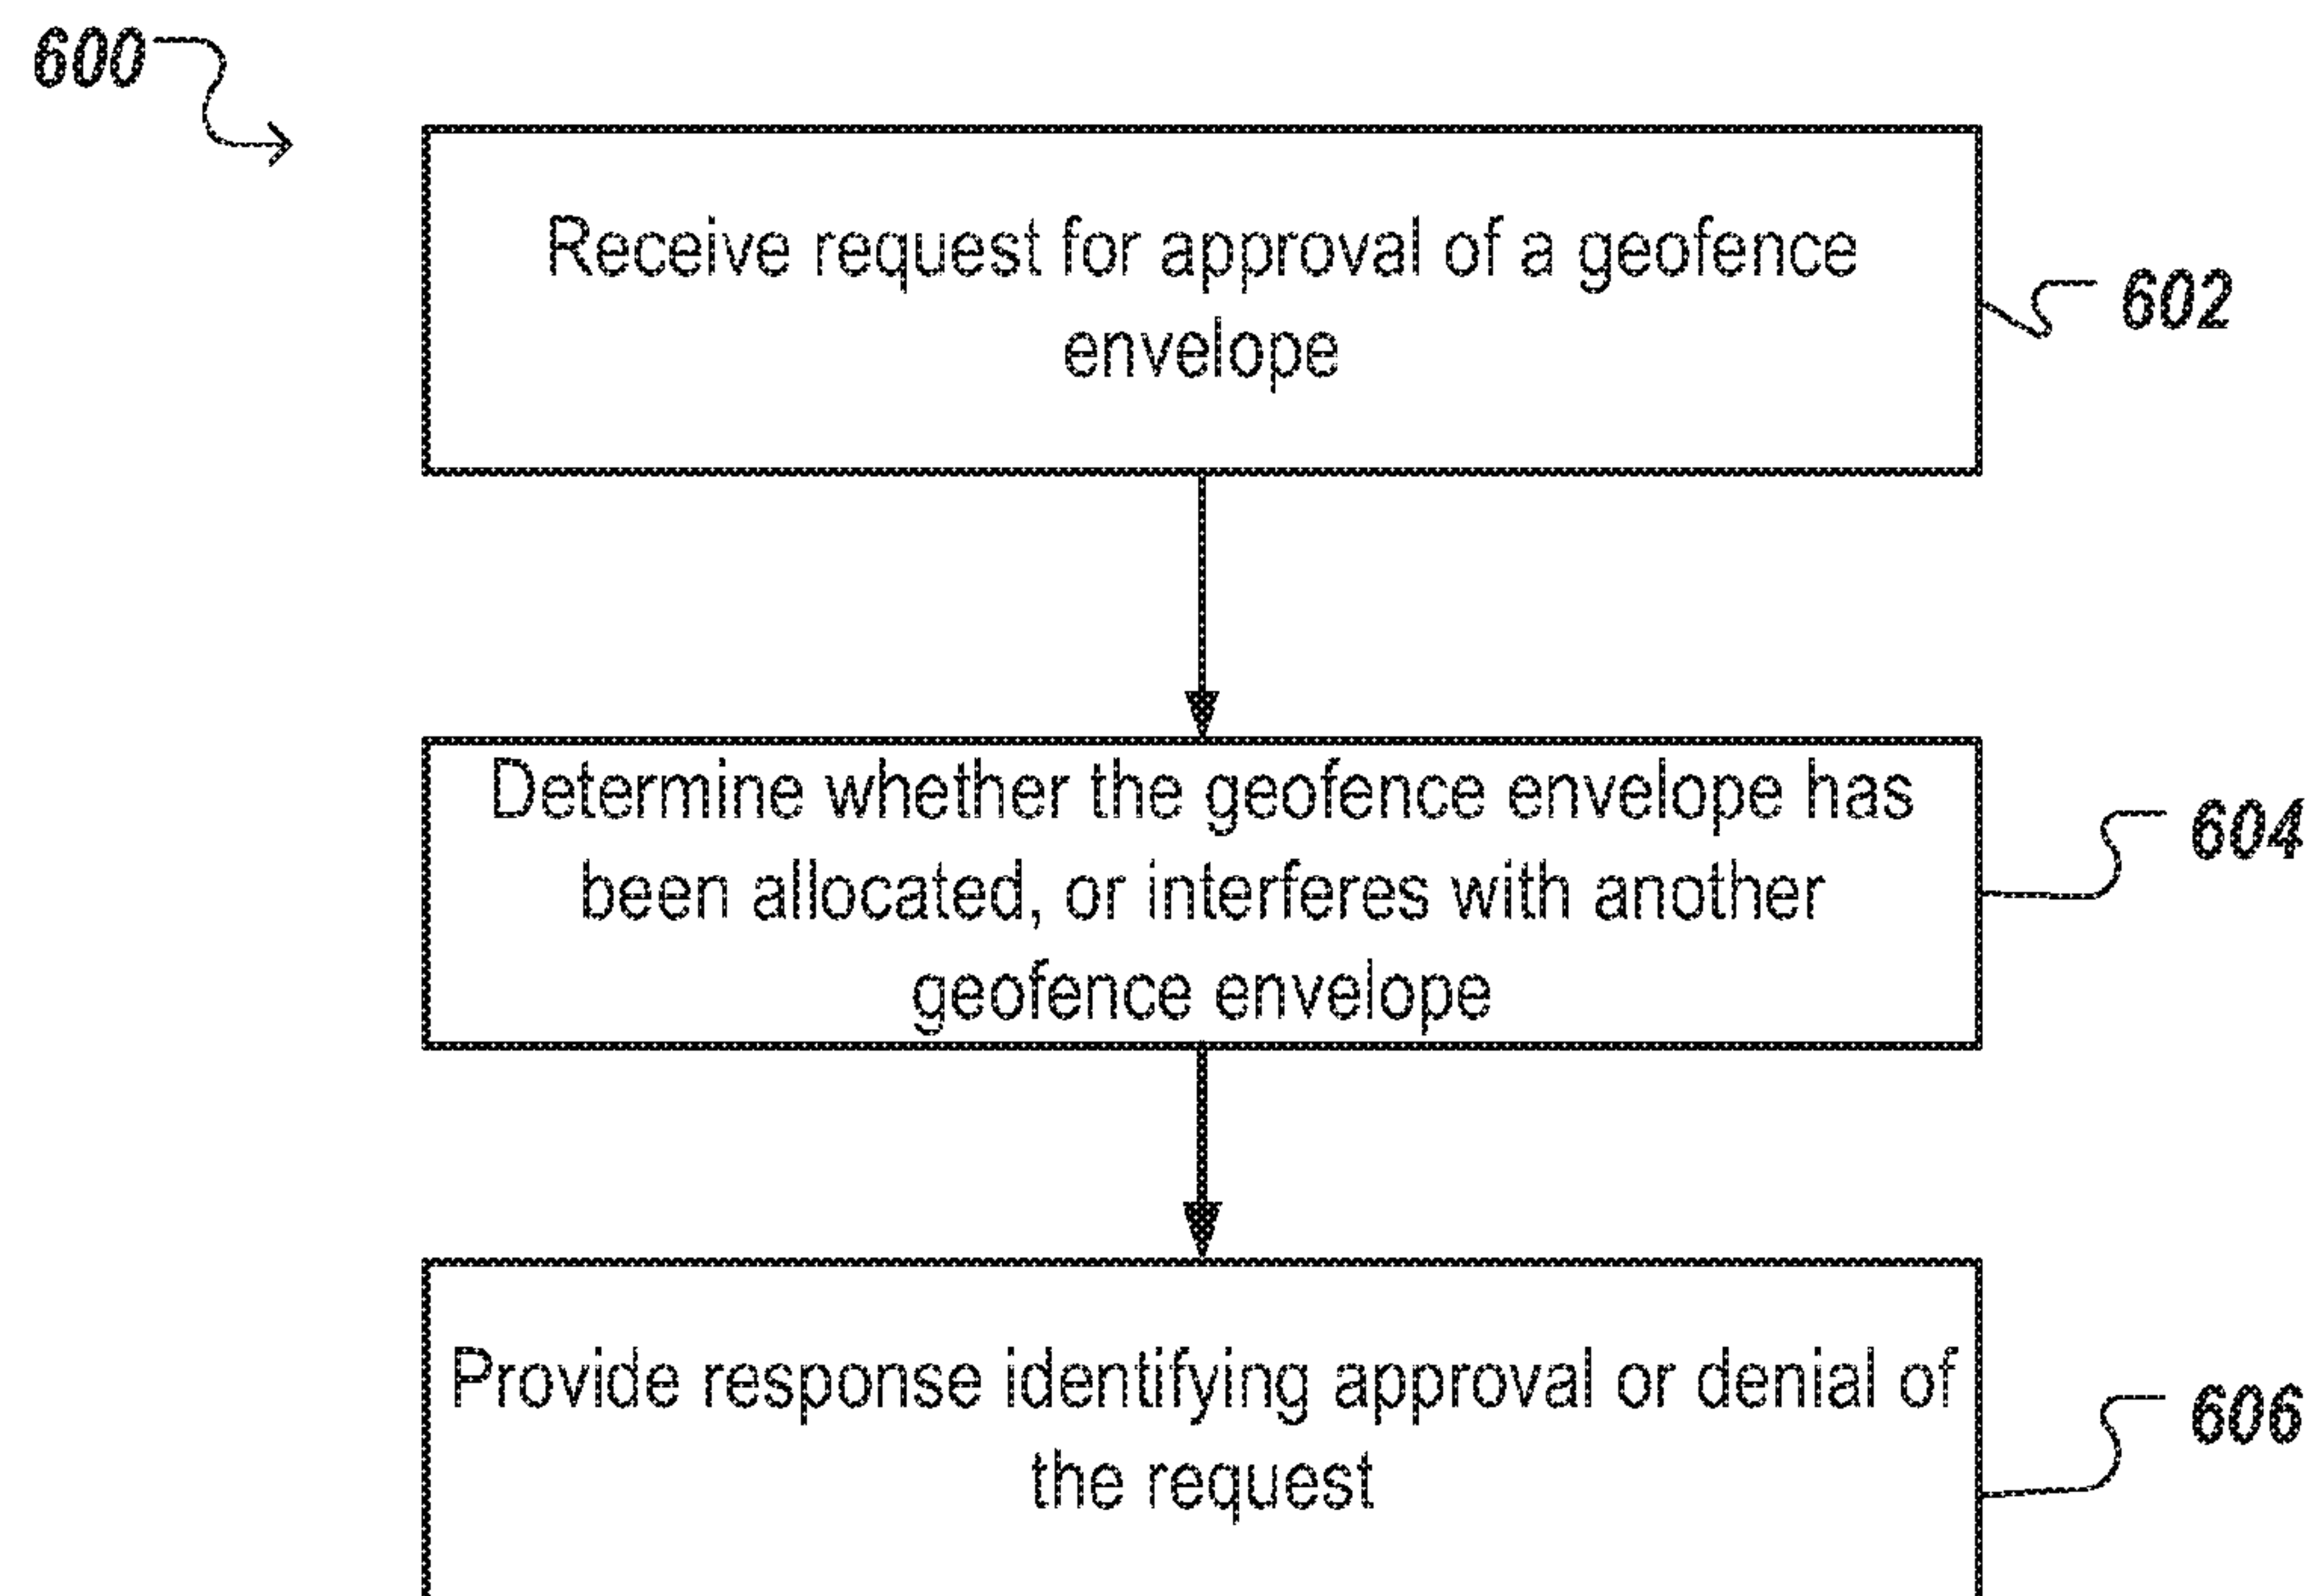 600
Receive request for approval of a geofence
envelope
602
Determine whether the geofence envelope has
been allocated, or interferes with another
geofence envelope
604
Provide response identifying approval or denial of
the request
606